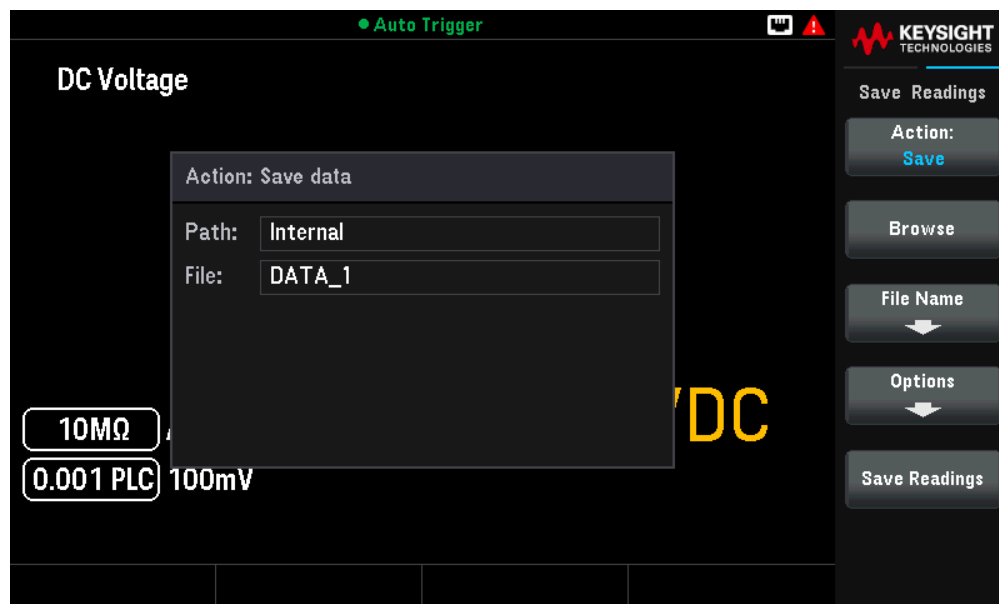 Auto Trigger
KEYSIGHT
TECHNOLOGIES
DC Voltage
Save Readings
Action:
Save
Action: Save data
Path: Internal
Browse
File: DATA_1
File Name
Options
DC
10MΩ
0.001 PLC 100mV
Save Readings